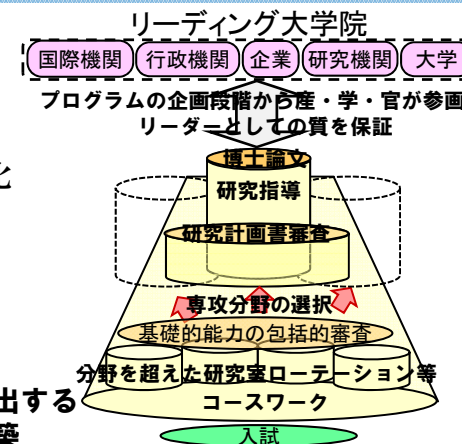 リーディング大学院
国際機関 行政機関 企業 研究機関 大学
プログラムの企画段階から産・学・官が参画
リーダーとしての質を保証
博士論文
化
研究指導
研究計画書審査
専攻分野の選択
基礎的能力の包括的審査
分野を超えた研究室ローテーション等
出する
コースワーク
築
入試